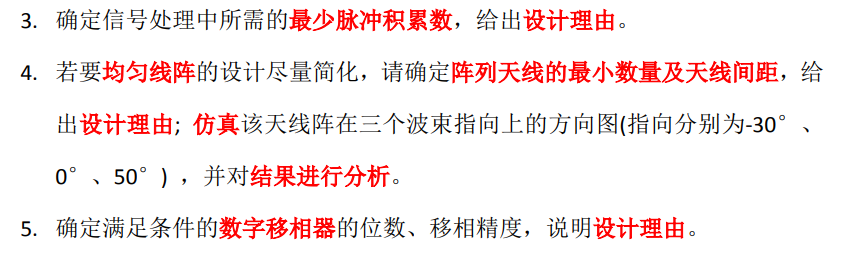 3. 确定信号处理中所需的最少脉冲积累数，给出设计理由。
4. 若要均匀线阵的设计尽量简化，请确定阵列天线的最小数量及天线间距，给
出设计理由; 仿真该天线阵在三个波束指向上的方向图(指向分别为-30°、
0°、50°) ，并对结果进行分析。
5. 确定满足条件的数字移相器的位数、移相精度，说明设计理由。